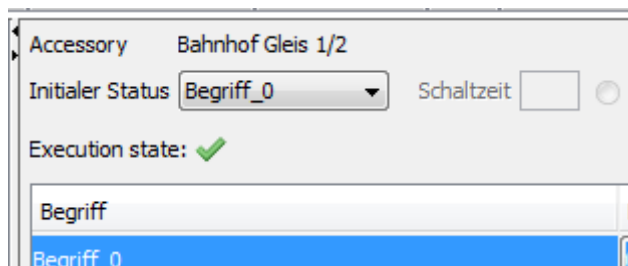 Accessory Bahnhof Gleis 1/2
Initialer Status Begriff_0 Schaltzeit
Execution state:
Begriff
Begriff_0